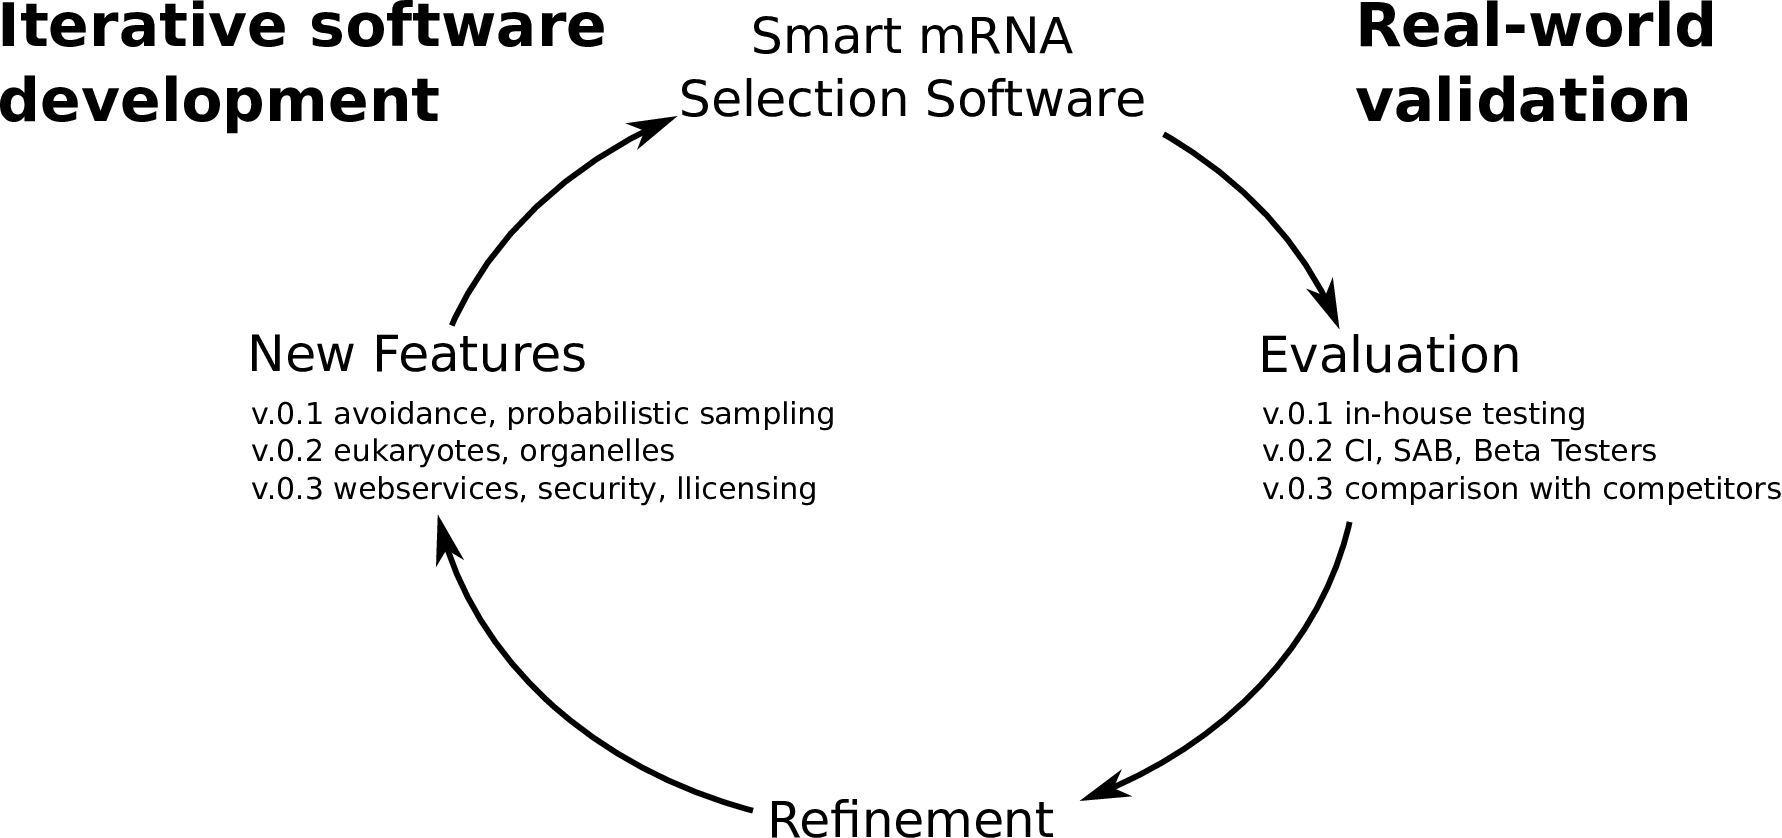 Iterative software
development
Smart mRNA
Selection Software
Real-world
validation
New Features
v.0.1 avoidance, probabilistic sampling
v.0.2 eukaryotes, organelles
v.0.3 webservices, security, llicensing
Evaluation
v.0.1 in-house testing
v.0.2 CI, SAB, Beta Testers
v.0.3 comparison with competitors
Refinement